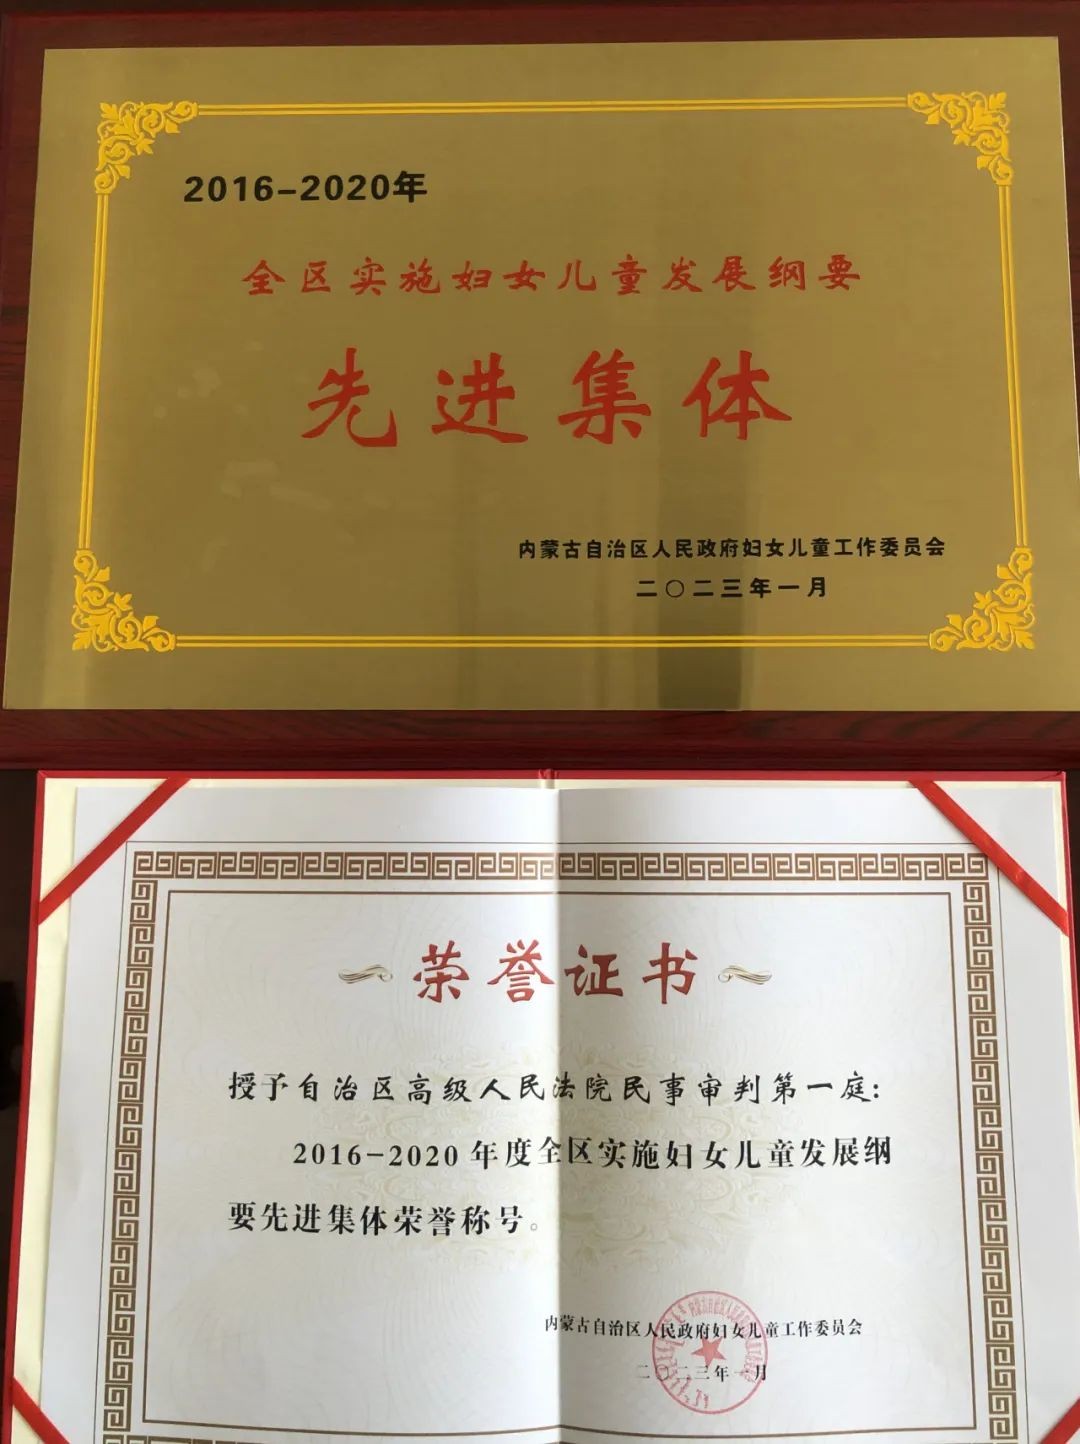 2016-2020年
全区实施妇女儿童发展纲要
先进集体
内蒙古自治区人民政府妇女儿童工作委员会
二〇二三年一月
荣誉证书
授予自治区高级人民法院民事审判第一庭:
2016-2020年度全区实施妇女儿童发展纲
要先进集体荣誉称号。
内蒙古自治区人民政府妇女儿童工作委员会
二〇二三年一月